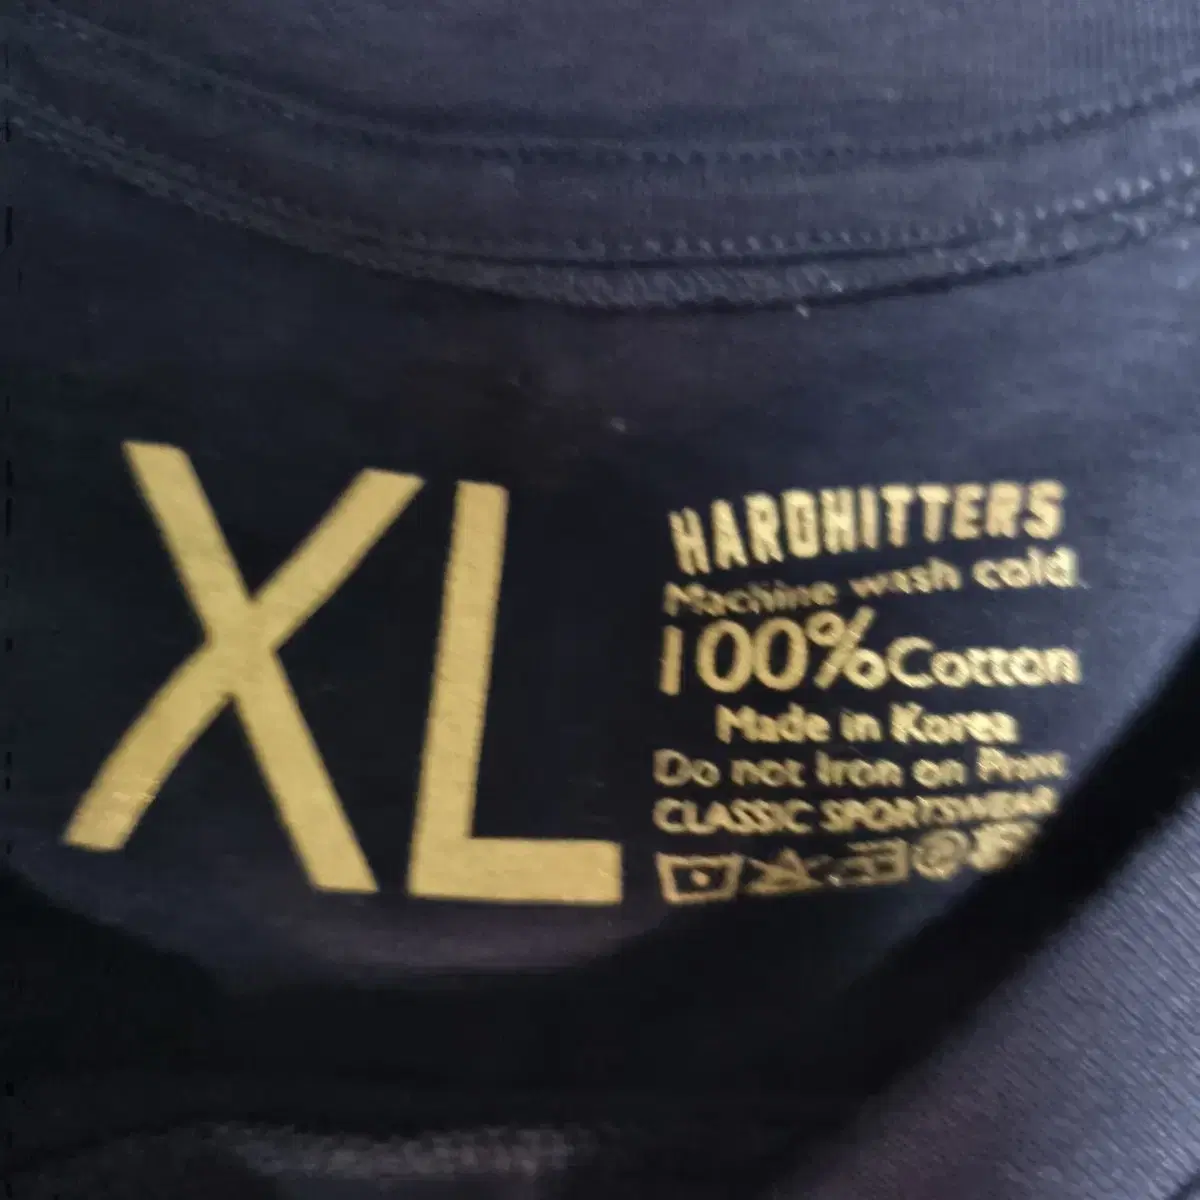 XL
HARDHITTERS
Machine wash cold.
100% Cotton
Made in Korea
Do not Iron on Print
CLASSIC SPORTSWEAR